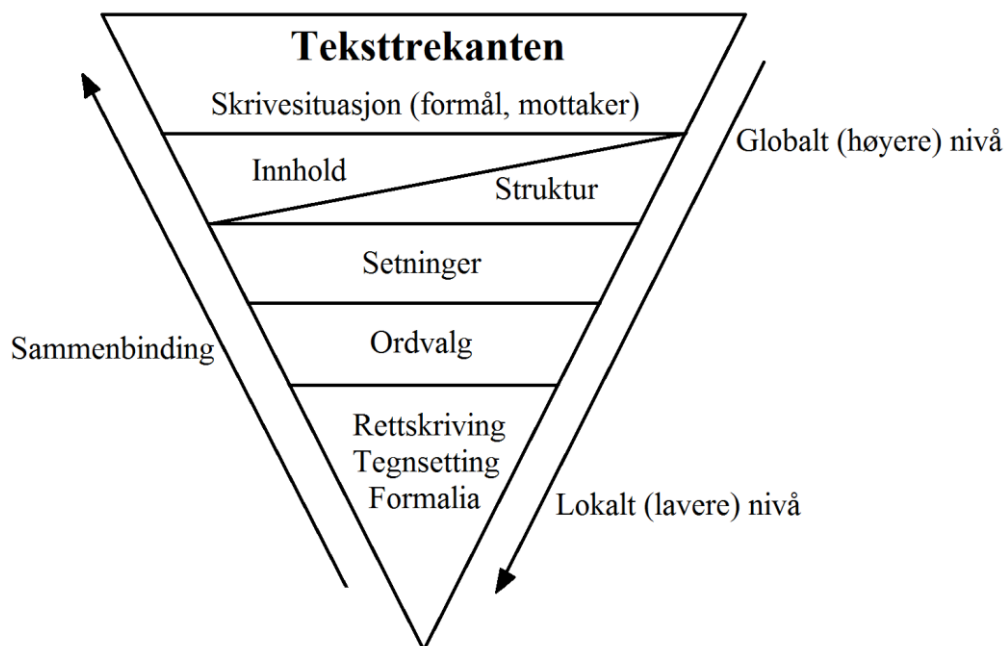 Teksttrekanten
Skrivesituasjon (formål, mottaker)
Globalt (høyere) nivå
Innhold
Struktur
Setninger
Sammenbinding
Ordvalg
Rettskriving
Tegnsetting
Formalia
Lokalt (lavere) nivå